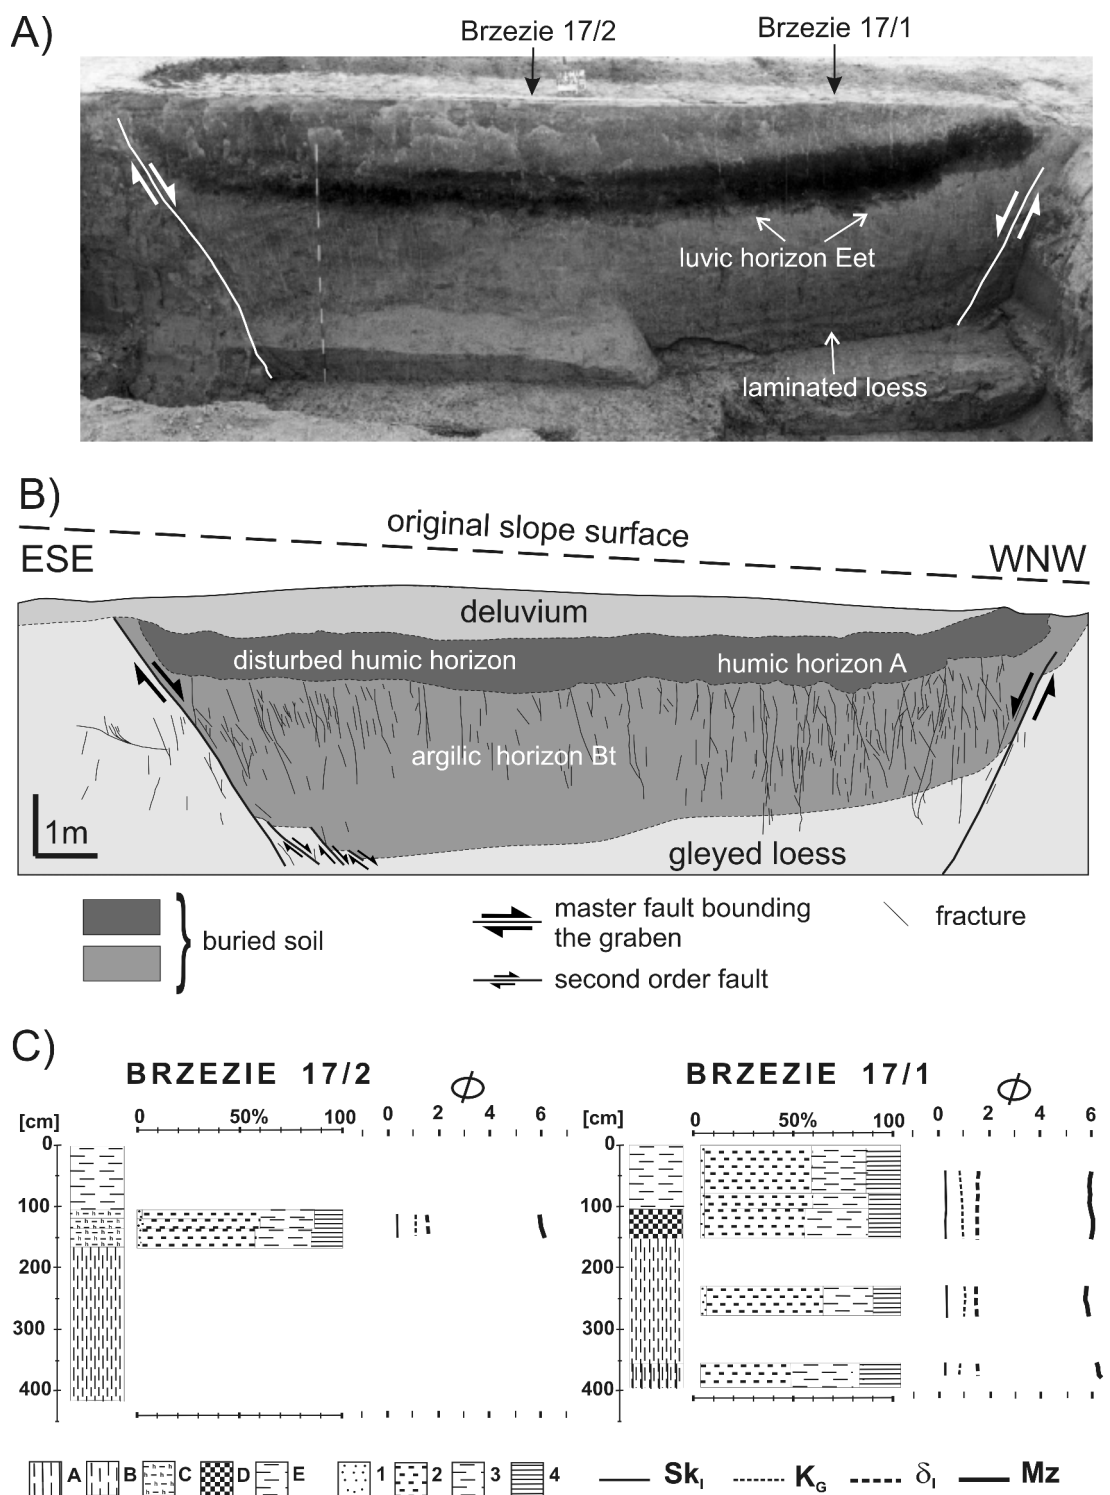 A)
Brzezie 17/2
Brzezie 17/1
luvic horizon Eet
laminated loess
B)
original slope surface
ESE
WNW
deluvium
disturbed humic horizon
humic horizon A
argilic horizon Bt
1m
gleyed loess
buried soil
master fault bounding
the graben
second order fault
fracture
C)
BRZEZIE 17/2
ϕ
[cm]
0 50% 100
0 2 4 6
0
100
200
300
400
BRZEZIE 17/1
ϕ
[cm]
0 50% 100
0 2 4 6
0
100
200
300
400
A B C D E 1 2 3 4 Sk_I K_G δ_I Mz